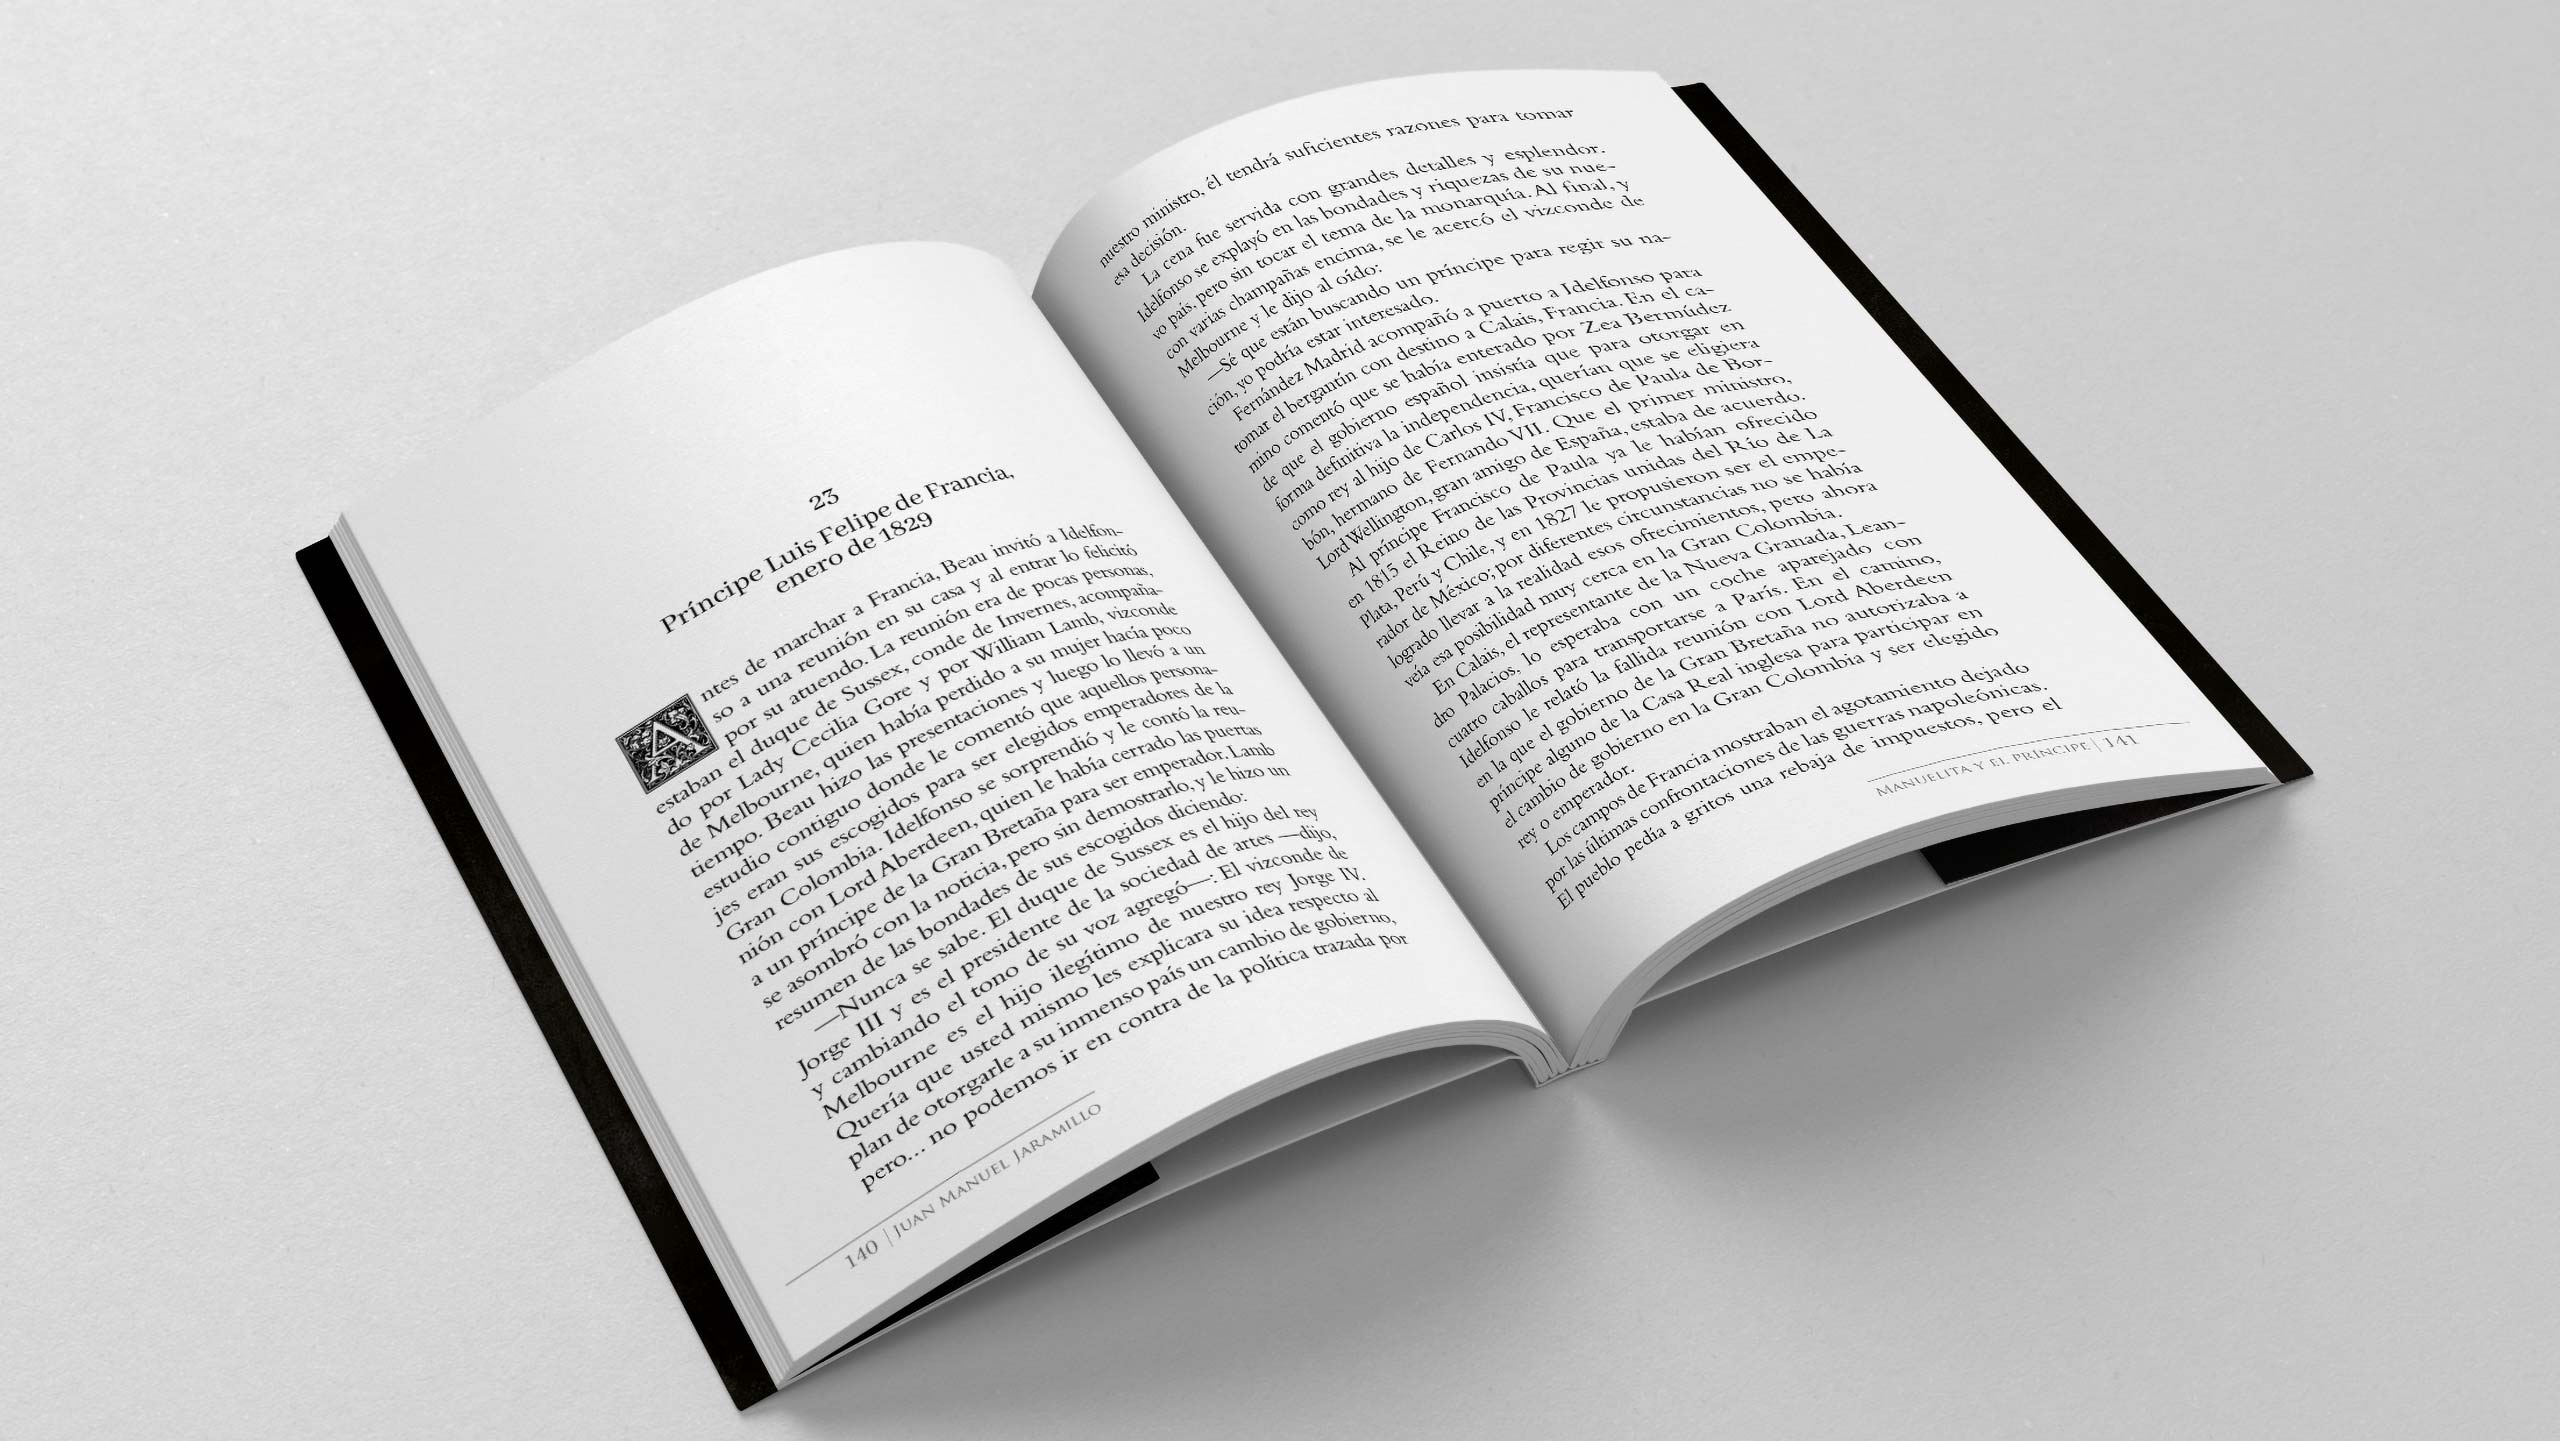 23
Príncipe Luis Felipe de Francia,
enero de 1829
Antes de marchar a Francia, Beau invitó a Idelfon-
so a una reunión en su casa y al entrar lo felicitó
por su atuendo. La reunión era de pocas personas,
estaban el duque de Sussex, conde de Invernes, acompaña-
do por Lady Cecilia Gore y por William Lamb, vizconde
de Melbourne, quien había perdido a su mujer hacía poco
tiempo. Beau hizo las presentaciones y luego lo llevó a un
estudio contiguo donde le comentó que aquellos persona-
jes eran sus escogidos para ser elegidos emperadores de la
Gran Colombia. Idelfonso se sorprendió y le contó la reu-
nión con Lord Aberdeen, quien le había cerrado las puertas
a un príncipe de la Gran Bretaña para ser emperador. Lamb
se asombró con la noticia, pero sin demostrarlo, y le hizo un
resumen de las bondades de sus escogidos diciendo:
—Nunca se sabe. El duque de Sussex es el hijo del rey
Jorge III y es el presidente de la sociedad de artes —dijo,
y cambiando el tono de su voz agregó—: El vizconde de
Melbourne es el hijo ilegítimo de nuestro rey Jorge IV.
Quería que usted mismo les explicara su idea respecto al
plan de otorgarle a su inmenso país un cambio de gobierno,
pero... no podemos ir en contra de la política trazada por
140 | Juan Manuel Jaramillo
nuestro ministro, él tendrá suficientes razones para tomar
esa decisión.
La cena fue servida con grandes detalles y esplendor.
Idelfonso se explayó en las bondades y riquezas de su nue-
vo país, pero sin tocar el tema de la monarquía. Al final, y
con varias champañas encima, se le acercó el vizconde de
Melbourne y le dijo al oído:
—Sé que están buscando un príncipe para regir su na-
ción, yo podría estar interesado.
Fernández Madrid acompañó a puerto a Idelfonso para
tomar el bergantín con destino a Calais, Francia. En el ca-
mino comentó que se había enterado por Zea Bermúdez
de que el gobierno español insistía que para otorgar en
forma definitiva la independencia, querían que se eligiera
como rey al hijo de Carlos IV, Francisco de Paula de Bor-
bón, hermano de Fernando VII. Que el primer ministro,
Lord Wellington, gran amigo de España, estaba de acuerdo.
Al príncipe Francisco de Paula ya le habían ofrecido
en 1815 el Reino de las Provincias unidas del Río de La
Plata, Perú y Chile, y en 1827 le propusieron ser el empe-
rador de México; por diferentes circunstancias no se había
logrado llevar a la realidad esos ofrecimientos, pero ahora
veía esa posibilidad muy cerca en la Gran Colombia.
En Calais, el representante de la Nueva Granada, Lean-
dro Palacios, lo esperaba con un coche aparejado con
cuatro caballos para transportarse a París. En el camino,
Idelfonso le relató la fallida reunión con Lord Aberdeen
en la que el gobierno de la Gran Bretaña no autorizaba a
príncipe alguno de la Casa Real inglesa para participar en
el cambio de gobierno en la Gran Colombia y ser elegido
rey o emperador.
Los campos de Francia mostraban el agotamiento dejado
por las últimas confrontaciones de las guerras napoleónicas.
El pueblo pedía a gritos una rebaja de impuestos, pero el
Manuelita y el príncipe | 141